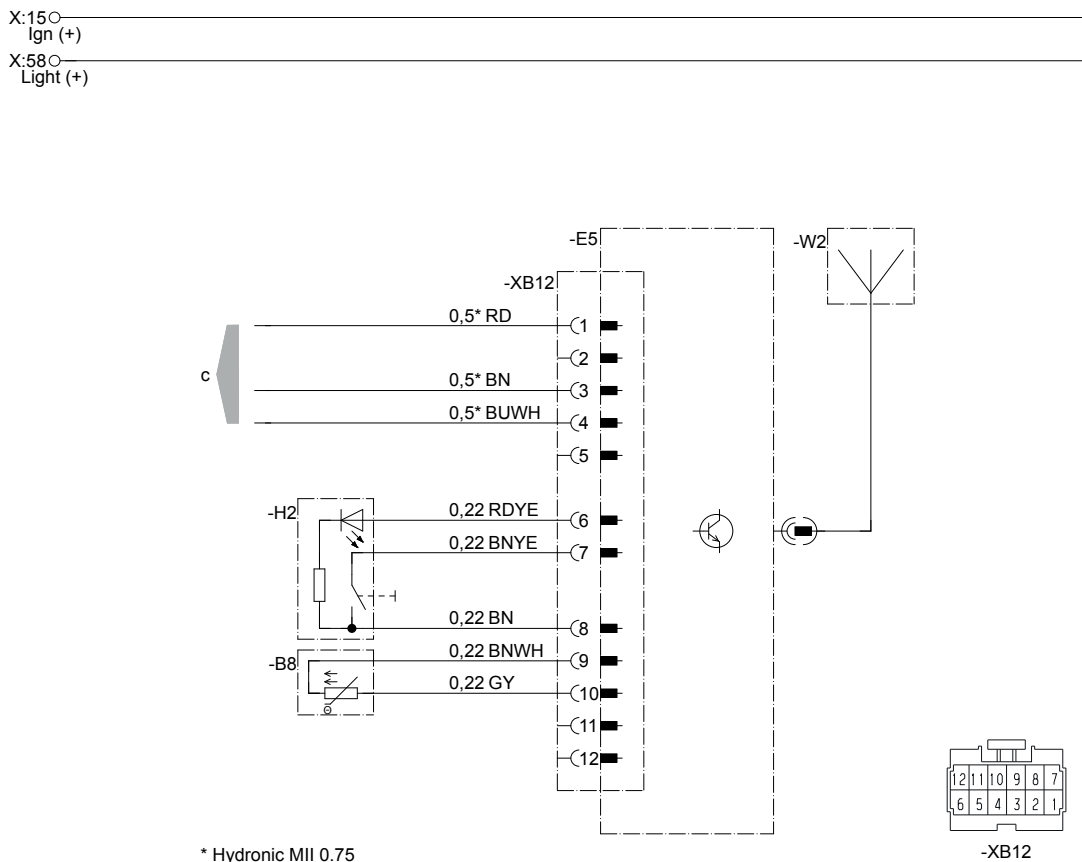 X:15
Ign (+)
X:58
Light (+)
-E5
-W2
-XB12
0,5* RD
1
2
c
0,5* BN
3
0,5* BUWH
4
5
-H2
0,22 RDYE
6
0,22 BNYE
7
0,22 BN
8
-B8
0,22 BNWH
9
0,22 GY
10
Θ
11
12
12 11 10 9 8 7
6 5 4 3 2 1
-XB12
* Hydronic MII 0.75